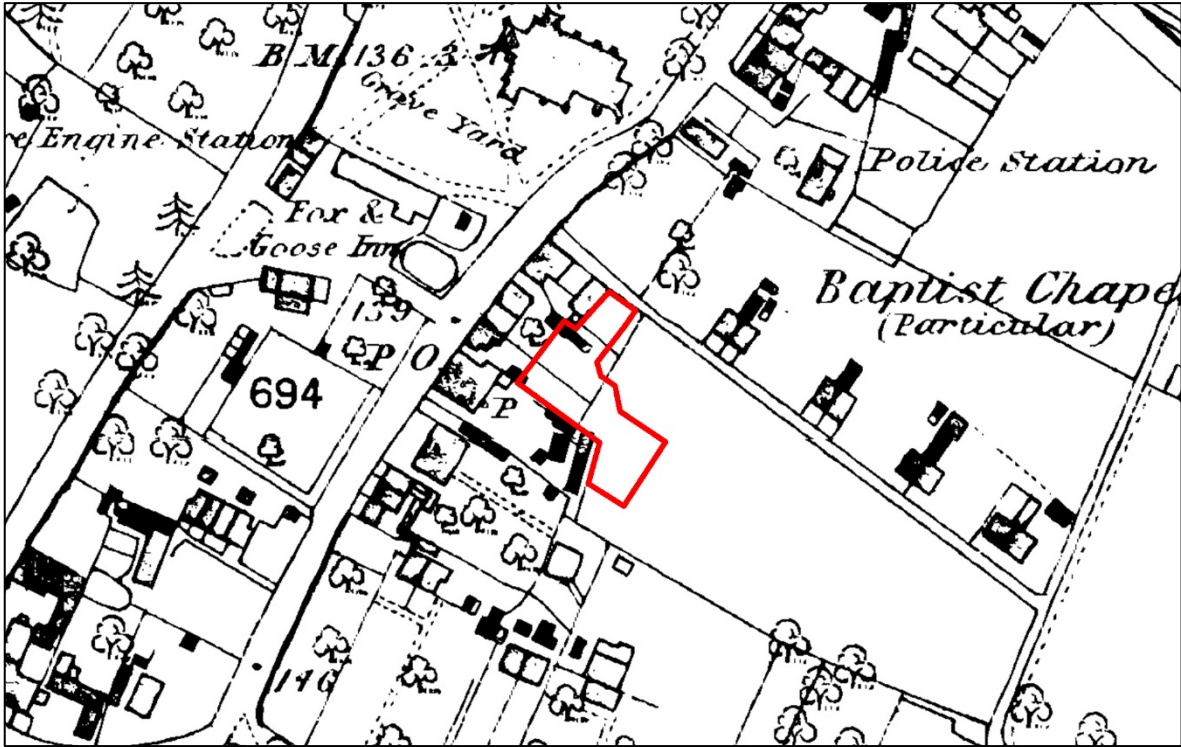 B.M. 136.3
Grave Yard
e Engine Station
Police Station
Fox &
Goose Inn
Baptist Chape
(Particular)
139
P O
694
P
146